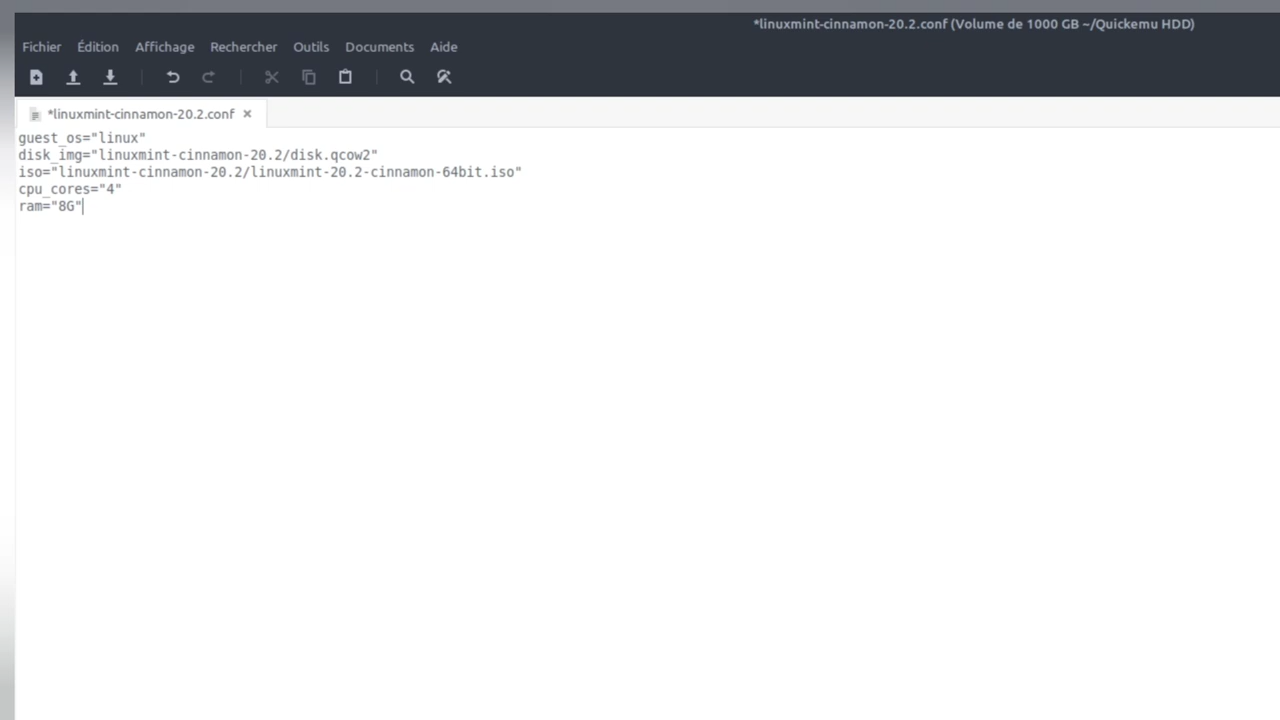 *linuxmint-cinnamon-20.2.conf (Volume de 1000 GB ~/Quickemu HDD)
Fichier Édition Affichage Rechercher Outils Documents Aide
*linuxmint-cinnamon-20.2.conf
guest_os="linux"
disk_img="linuxmint-cinnamon-20.2/disk.qcow2"
iso="linuxmint-cinnamon-20.2/linuxmint-20.2-cinnamon-64bit.iso"
cpu_cores="4"
ram="8G"